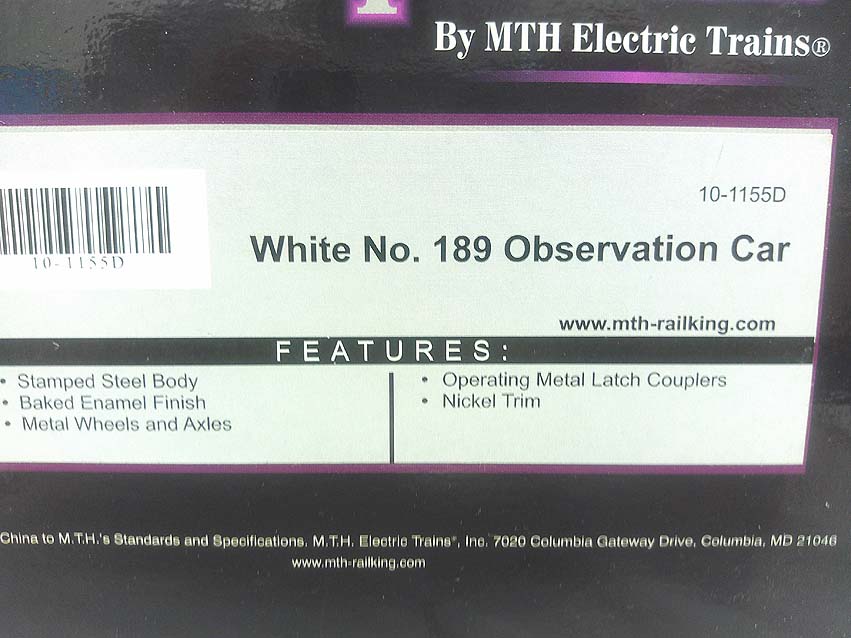 By MTH Electric Trains®
10-1155D
10-1155D
White No. 189 Observation Car
www.mth-railking.com
FEATURES:
• Stamped Steel Body
• Baked Enamel Finish
• Metal Wheels and Axles
• Operating Metal Latch Couplers
• Nickel Trim
China to M.T.H.'s Standards and Specifications. M.T.H. Electric Trains®, Inc. 7020 Columbia Gateway Drive, Columbia, MD 21046
www.mth-railking.com